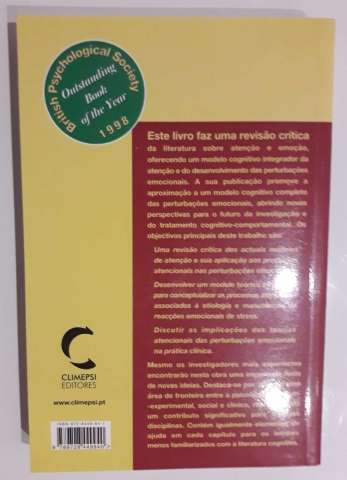 British Psychological Society
Outstanding
Book
of the Year
1998
Este livro faz uma revisão crítica
da literatura sobre atenção e emoção,
oferecendo um modelo cognitivo integrador da
atenção e do desenvolvimento das perturbações
emocionais. A sua publicação promove a
aproximação a um modelo cognitivo completo
das perturbações emocionais, abrindo novas
perspectivas para o futuro da investigação e
do tratamento cognitivo-comportamental. Os
objectivos principais deste trabalho são:
Uma revisão crítica dos actuais modelos
de atenção e sua aplicação aos
atencionais nas perturbações
Desenvolver um modelo
para conceptualizar os processos
associados à etiologia e manutenção
reacções emocionais de stress.
Discutir as implicações das teorias
atencionais das perturbações emocionais
na prática clínica.
Mesmo os investigadores mais experientes
encontrarão nesta obra uma importante fonte
de novas ideias. Destaca-se por
área de fronteira entre a psicologia
-experimental, social e clínica,
um contributo significativo para
disciplinas. Contém igualmente elementos de
ajuda em cada capítulo para os leitores
menos familiarizados com a literatura cognitiva.
CLIMEPSI
EDITORES
www.climepsi.pt